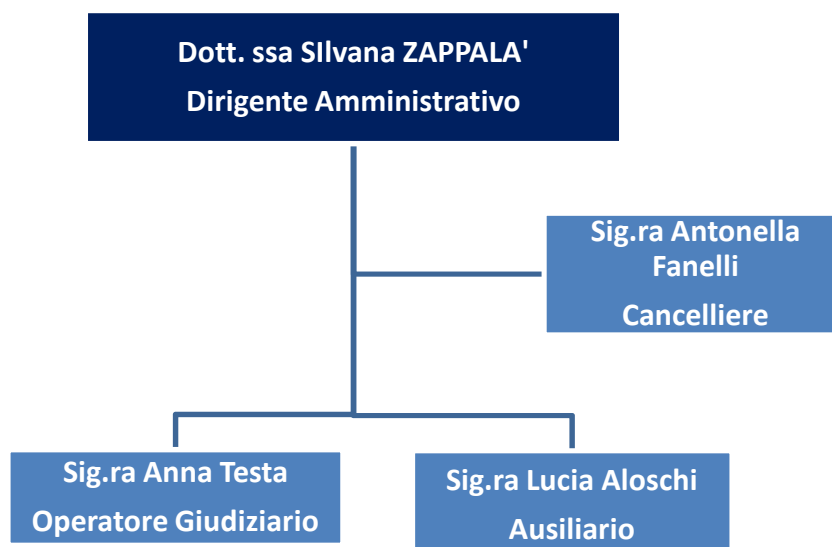 Dott. ssa SIlvana ZAPPALA'
Dirigente Amministrativo
Sig.ra Antonella
Fanelli
Cancelliere
Sig.ra Anna Testa
Operatore Giudiziario
Sig.ra Lucia Aloschi
Ausiliario